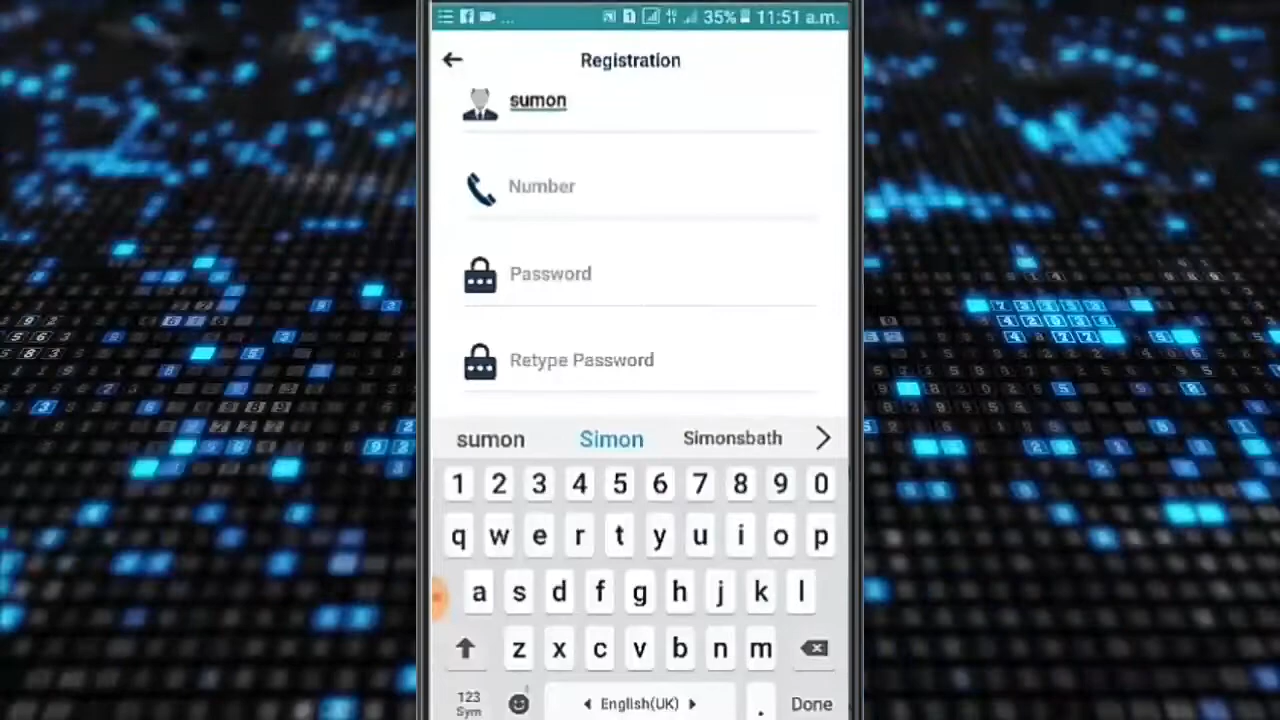 ... 35% 11:51 a.m.
Registration
sumon
Number
Password
Retype Password
sumon Simon Simonsbath
1 2 3 4 5 6 7 8 9 0
q w e r t y u i o p
a s d f g h j k l
z x c v b n m
123
Sym
English(UK)
.
Done